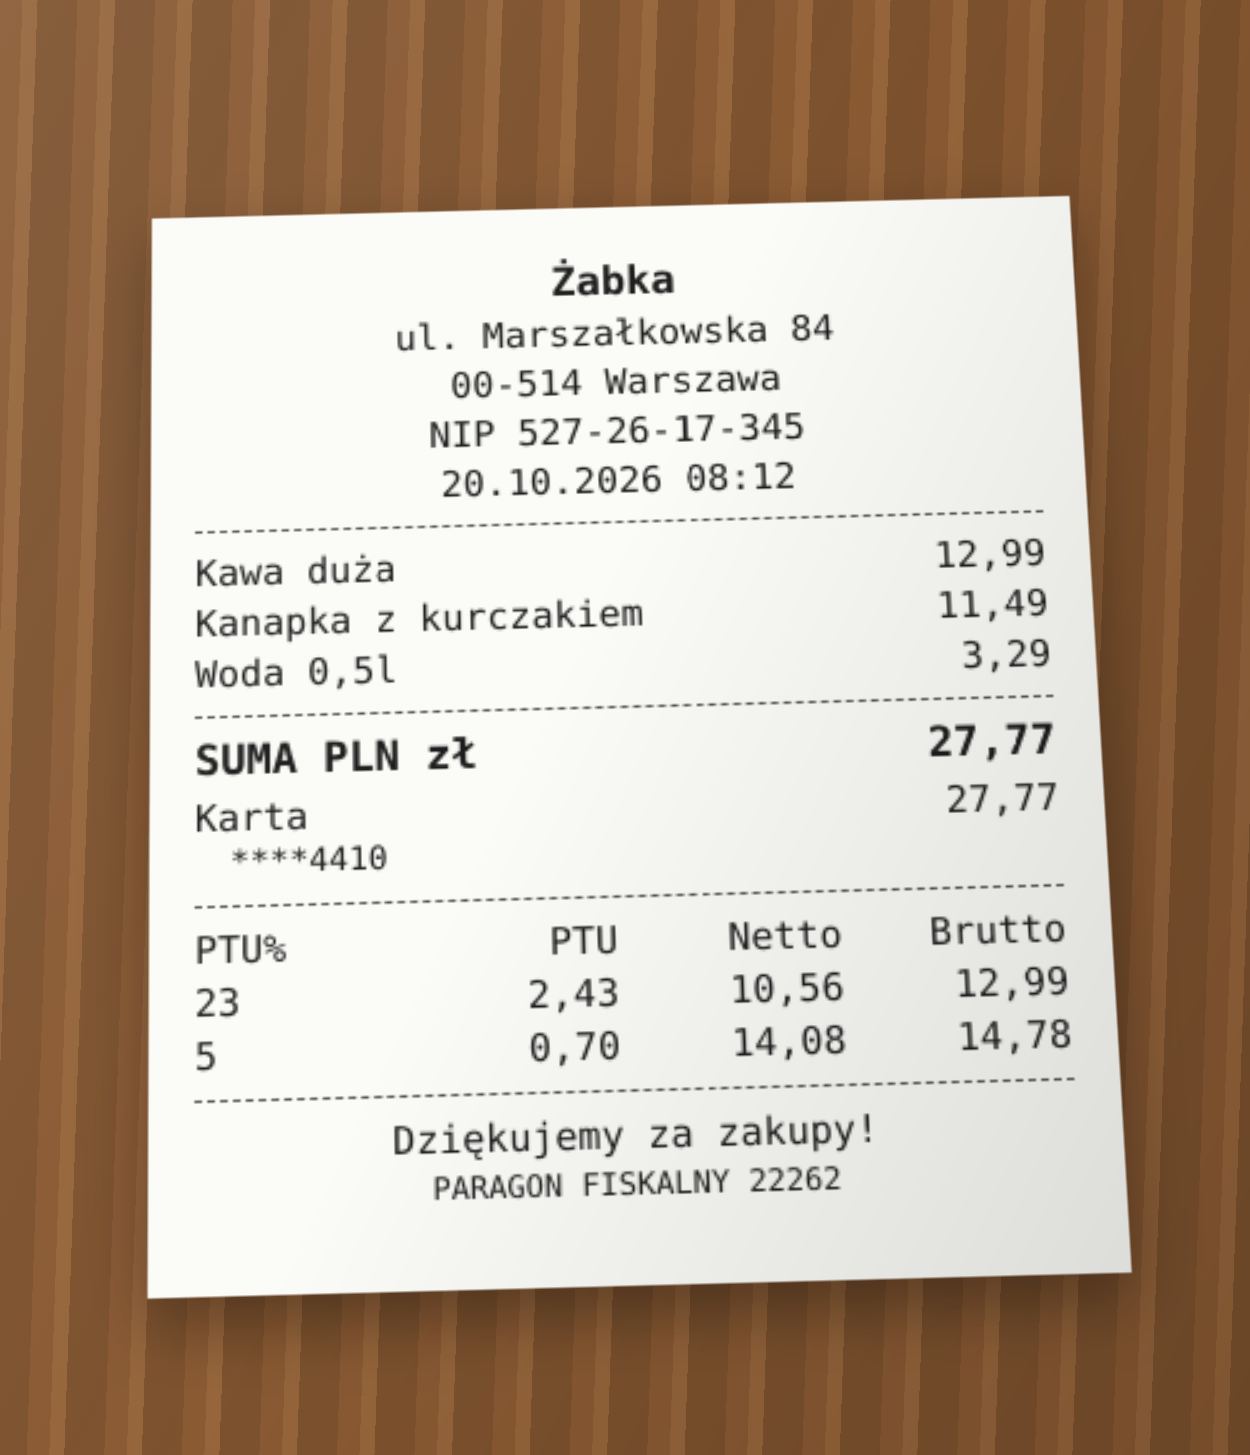 Żabka
ul. Marszałkowska 84
00-514 Warszawa
NIP 527-26-17-345
20.10.2026 08:12
Kawa duża 12,99
Kanapka z kurczakiem 11,49
Woda 0,5l 3,29
SUMA PLN zł 27,77
Karta 27,77
****4410
PTU% PTU Netto Brutto
23 2,43 10,56 12,99
5 0,70 14,08 14,78
Dziękujemy za zakupy!
PARAGON FISKALNY 22262